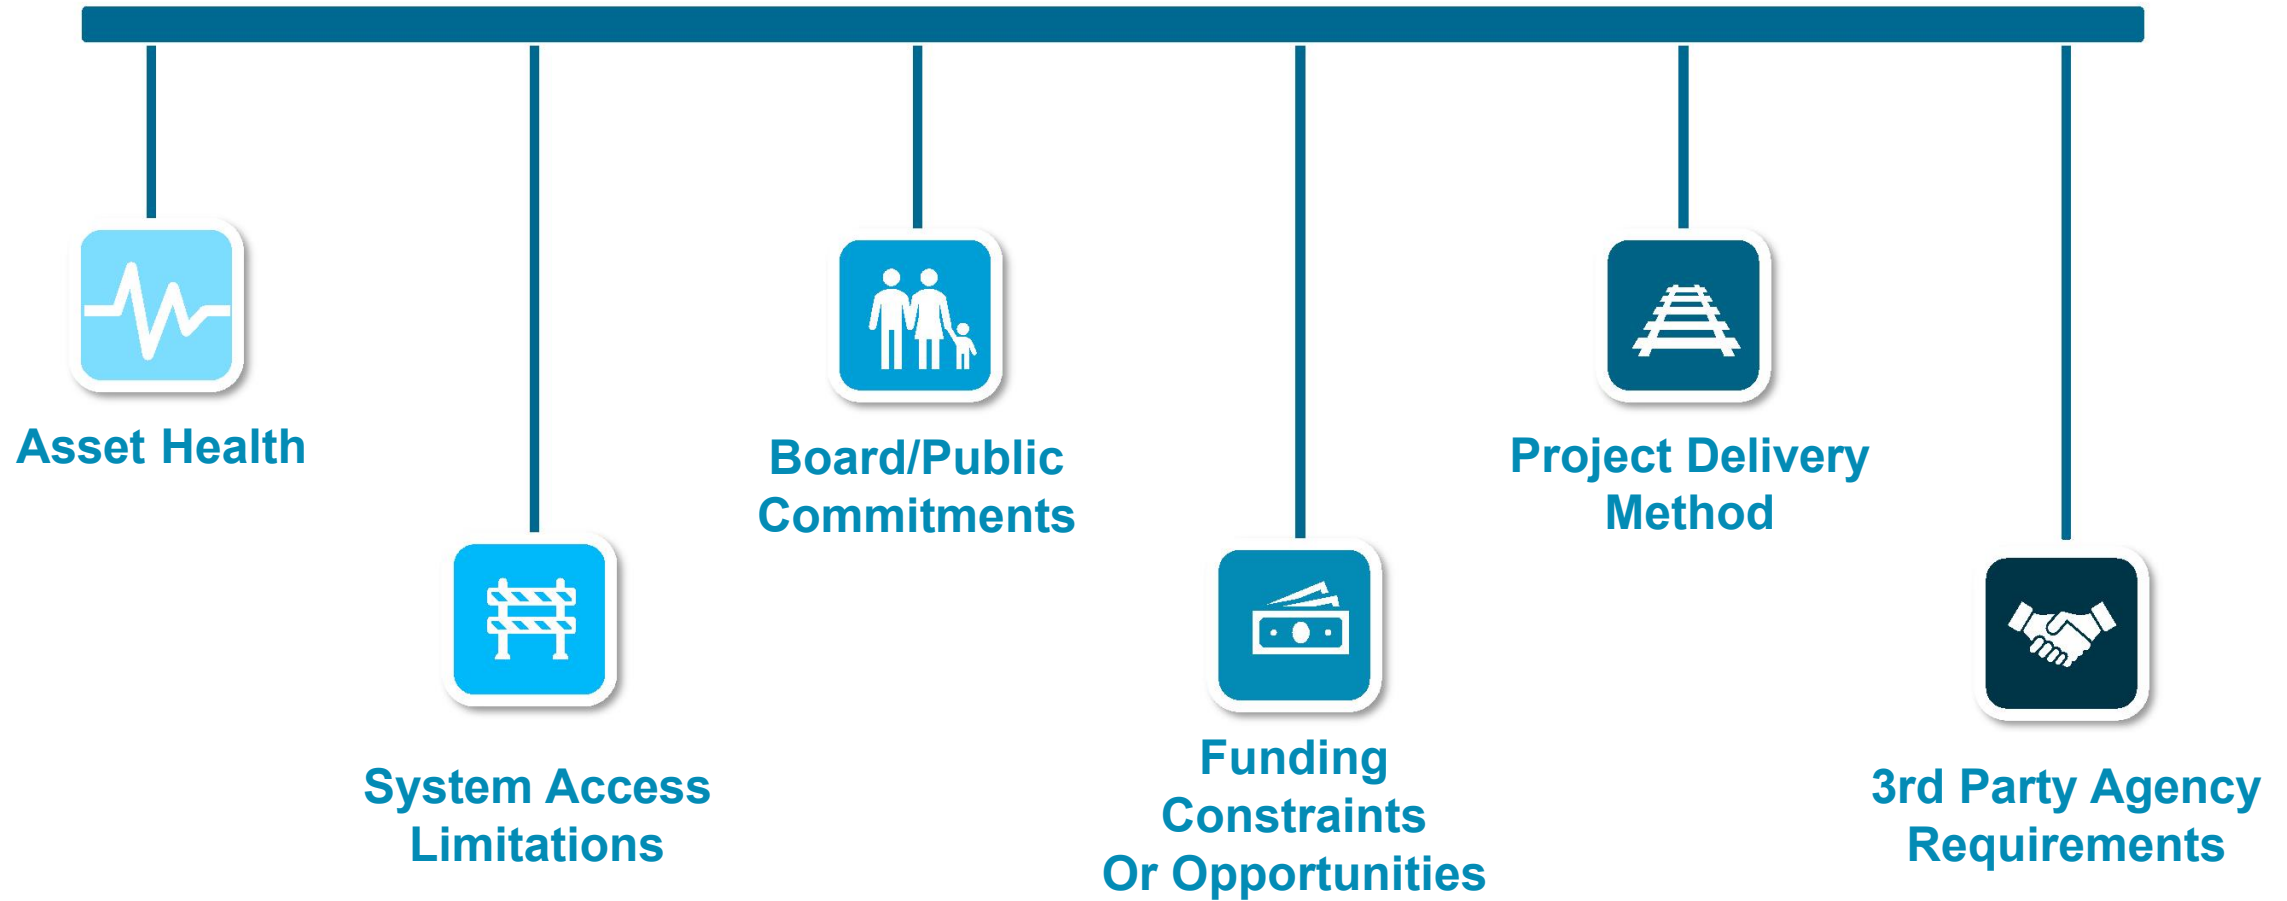 Asset Health
System Access
Limitations
Board/Public
Commitments
Funding
Constraints
Or Opportunities
Project Delivery
Method
3rd Party Agency
Requirements